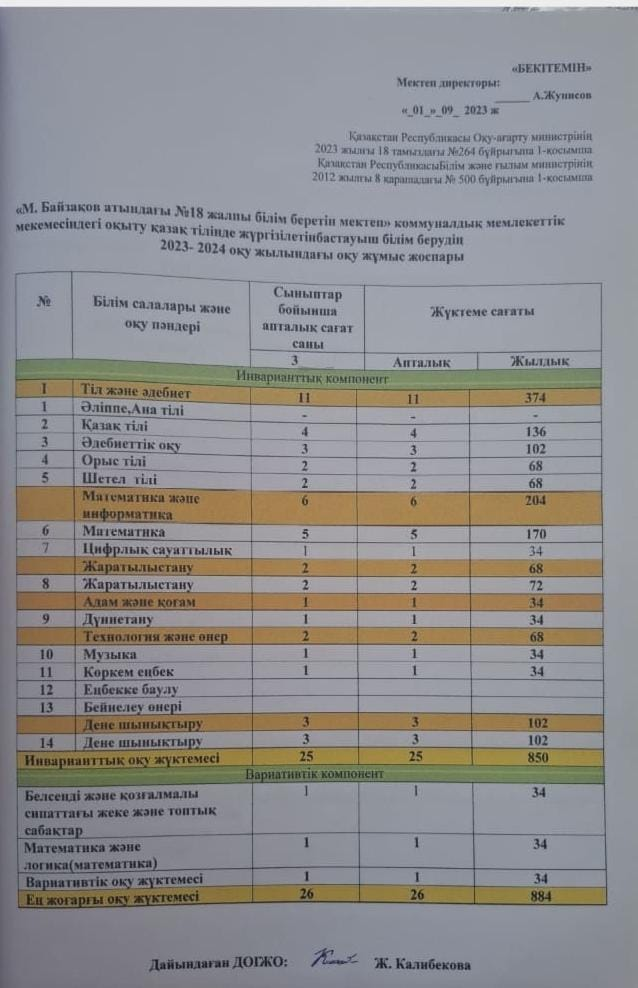 «БЕКІТЕМІН»
Мектеп директоры:
______ А.Жунисов
«_01_»_09_ 2023 ж
Қазақстан Республикасы Оқу-ағарту министрінің
2023 жылғы 18 тамыздағы №264 бұйрығына 1-қосымша
Қазақстан РеспубликасыБілім және ғылым министрінің
2012 жылғы 8 қарашадағы № 500 бұйрығына 1-қосымша
«М. Байзақов атындағы №18 жалпы білім беретін мектеп» коммуналдық мемлекеттік
мекемесіндегі оқыту қазақ тілінде жүргізілетінбастауыш білім берудің
2023- 2024 оқу жылындағы оқу жұмыс жоспары
№ Білім салалары және оқу пәндері Сыныптар бойынша апталық сағат саны Жүктеме сағаты
3____ Апталық Жылдық
Инварианттық компонент
I Тіл және әдебиет 11 11 374
1 Әліппе,Ана тілі - - -
2 Қазақ тілі 4 4 136
3 Әдебиеттік оқу 3 3 102
4 Орыс тілі 2 2 68
5 Шетел тілі 2 2 68
Математика және информатика 6 6 204
6 Математика 5 5 170
7 Цифрлық сауаттылық 1 1 34
Жаратылыстану 2 2 68
8 Жаратылыстану 2 2 72
Адам және қоғам 1 1 34
9 Дүниетану 1 1 34
Технология және өнер 2 2 68
10 Музыка 1 1 34
11 Көркем еңбек 1 1 34
12 Еңбекке баулу
13 Бейнелеу өнері
Дене шынықтыру 3 3 102
14 Дене шынықтыру 3 3 102
Инварианттық оқу жүктемесі 25 25 850
Вариативтік компонент
Белсенді және қозғалмалы 1 1 34
сипаттағы жеке және топтық
сабақтар
Математика және 1 1 34
логика(математика)
Вариативтік оқу жүктемесі 1 1 34
Ең жоғарғы оқу жүктемесі 26 26 884
Дайындаған ДОІЖО: Ж. Калибекова